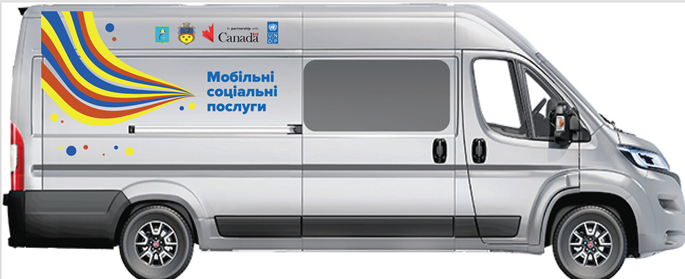 In partnership with
Canada
U N
D P
Мобільні
соціальні
послуги